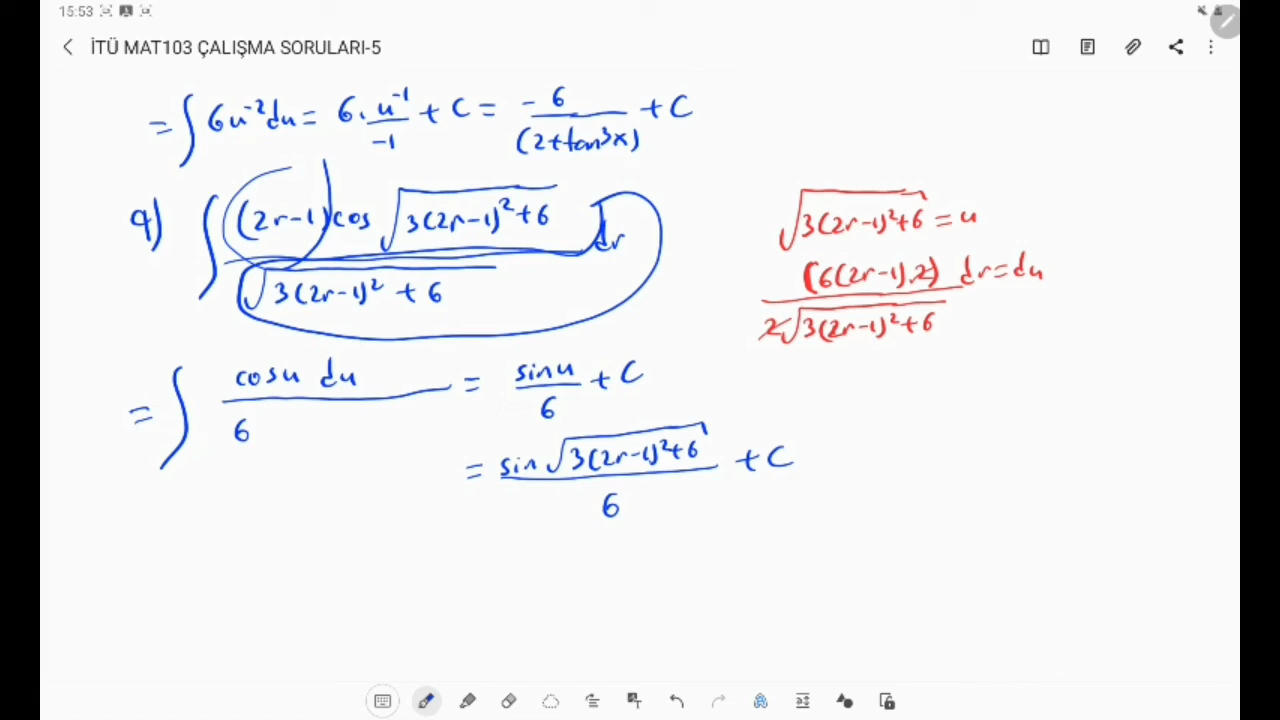 15:53
İTÜ MAT103 ÇALIŞMA SORULARI-5
= ∫ 6u⁻² du = 6. u⁻¹/-1 + C = -6/(2+tan³x) + C
9) ∫ (2r-1) cos √(3(2r-1)²+6) / √(3(2r-1)² + 6) dr
√(3(2r-1)²+6) = u
(6(2r-1).2) / 2√(3(2r-1)²+6) dr = du
= ∫ cosu du / 6 = sinu/6 + C
= sin √(3(2r-1)²+6) / 6 + C